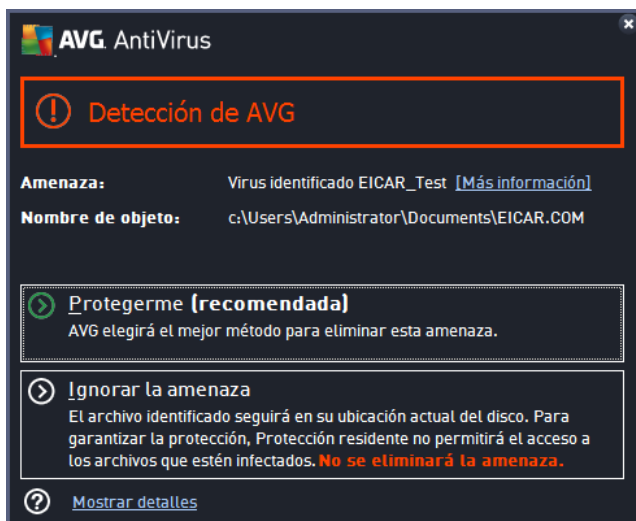 AVG. AntiVirus
Detección de AVG
Amenaza: Virus identificado EICAR_Test [Más información]
Nombre de objeto: c:\Users\Administrator\Documents\EICAR.COM
Protegerme (recomendada)
AVG elegirá el mejor método para eliminar esta amenaza.
Ignorar la amenaza
El archivo identificado seguirá en su ubicación actual del disco. Para
garantizar la protección, Protección residente no permitirá el acceso a
los archivos que estén infectados. No se eliminará la amenaza.
Mostrar detalles